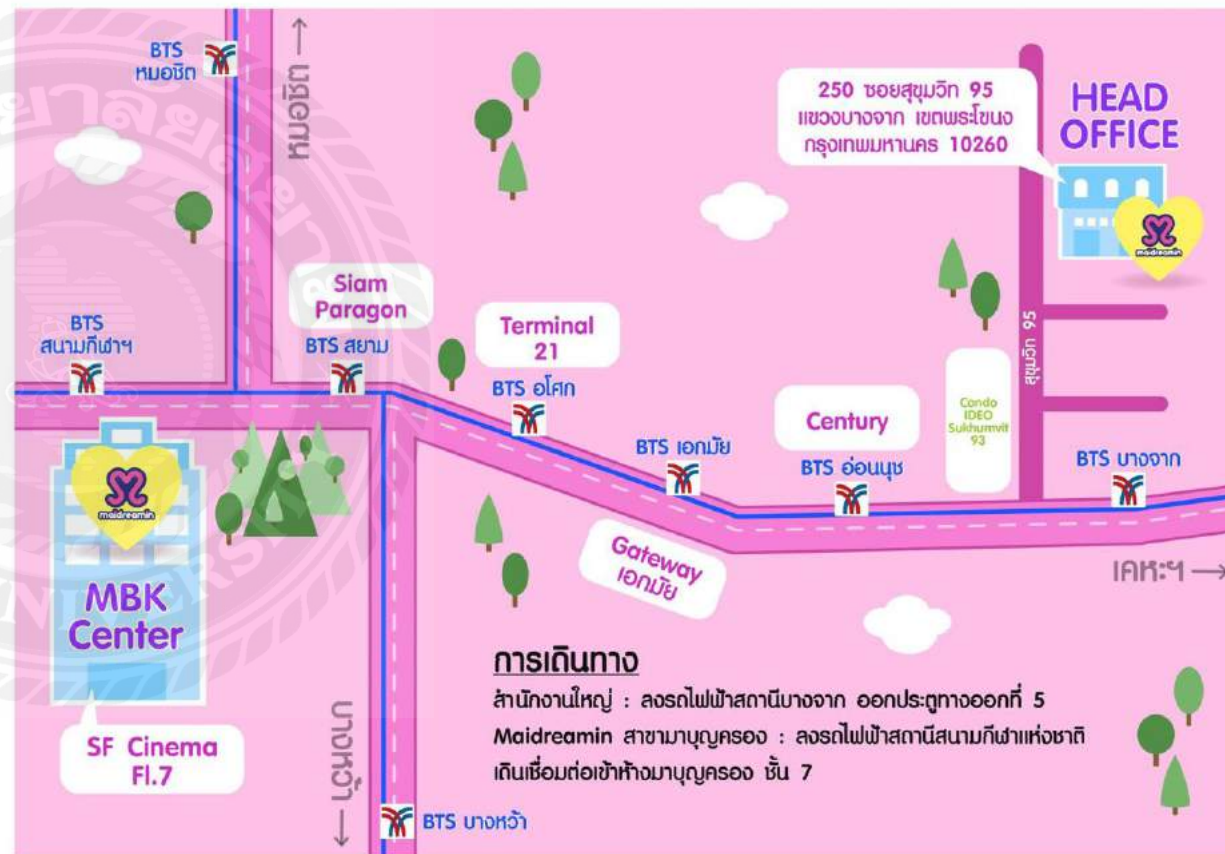 BTS
หมอชิต
หมอชิต
250 ซอยสุขุมวิท 95
แขวงบางจาก เขตพระโขนง
กรุงเทพมหานคร 10260
HEAD
OFFICE
maidreamin
Siam
Paragon
BTS
สนามกีฬาฯ
BTS สยาม
Terminal
21
BTS อโศก
สุขุมวิท 95
Condo
IDEO
Sukhumvit
93
Century
BTS เอกมัย
BTS อ่อนนุช
BTS บางจาก
maidreamin
MBK
Center
Gateway
เอกมัย
เคหะฯ
SF Cinema
Fl.7
บางหว้า
BTS บางหว้า
การเดินทาง
สำนักงานใหญ่ : ลงรถไฟฟ้าสถานีบางจาก ออกประตูทางออกที่ 5
Maidreamin สาขามาบุญครอง : ลงรถไฟฟ้าสถานีสนามกีฬาแห่งชาติ
เดินเชื่อมต่อเข้าห้างมาบุญครอง ชั้น 7